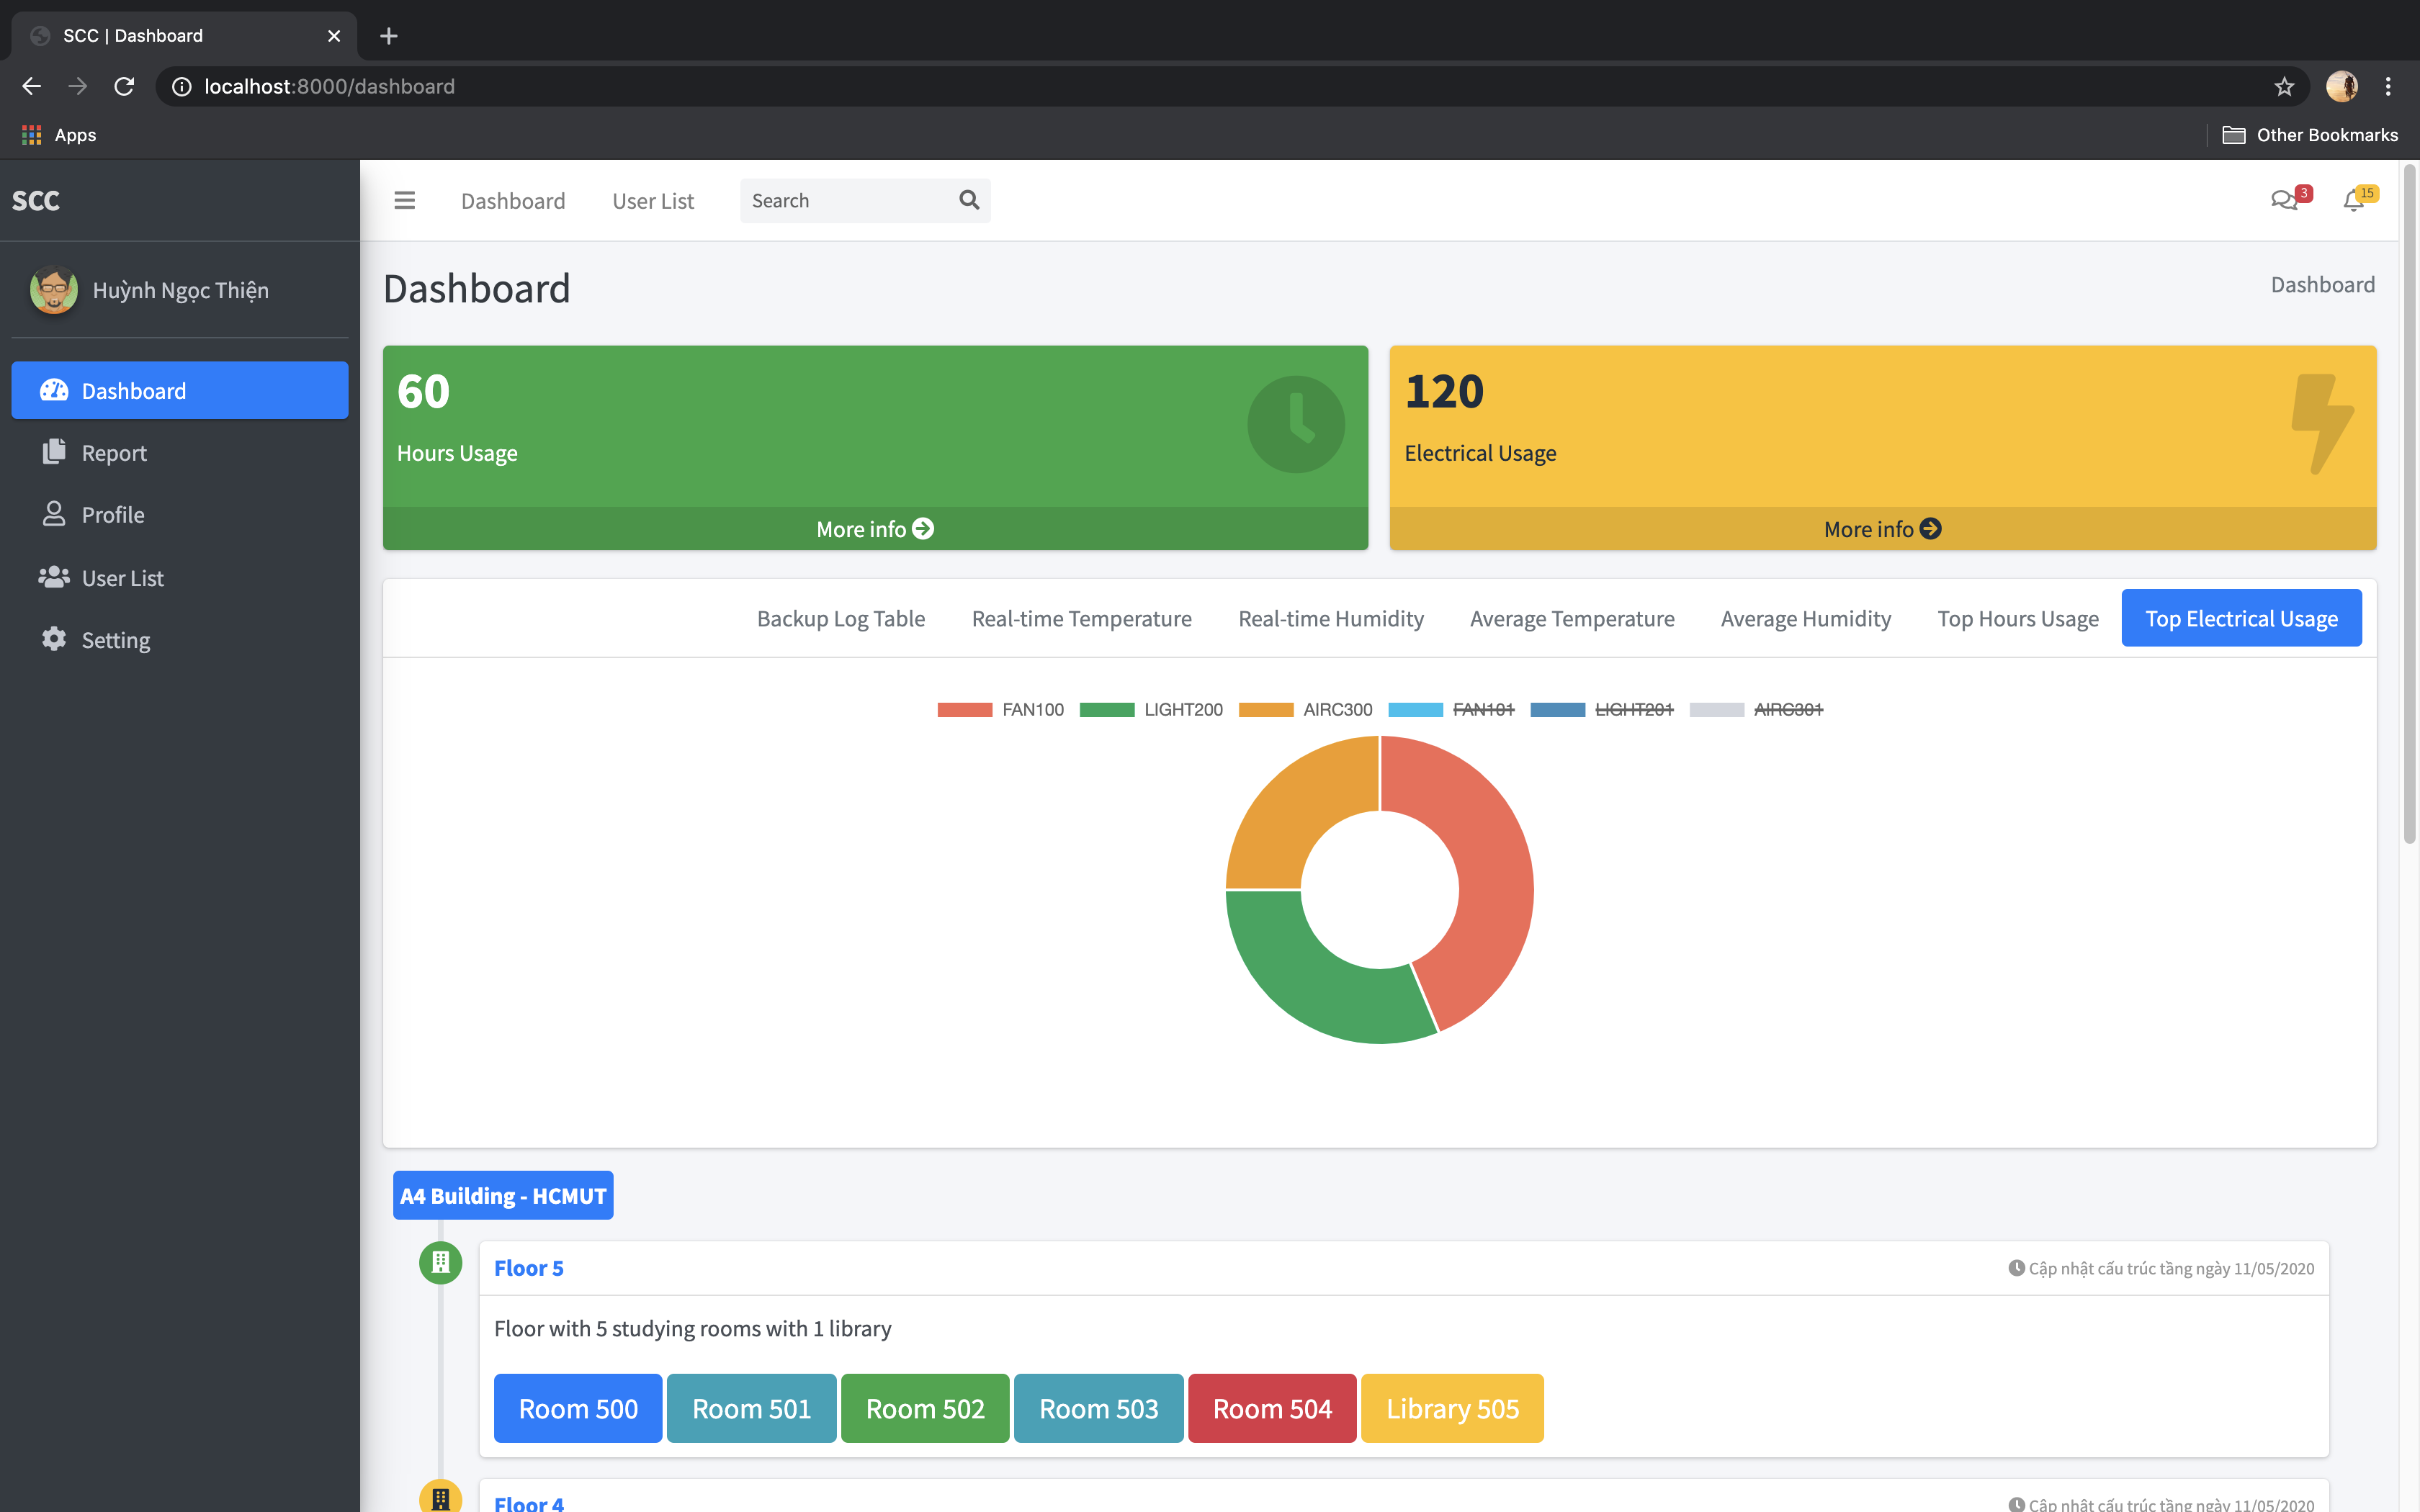 SCC | Dashboard
localhost:8000/dashboard
Apps
Other Bookmarks
SCC
Dashboard
User List
Search
3
15
Huỳnh Ngọc Thiện
Dashboard
Report
Profile
User List
Setting
Dashboard
Dashboard
60
Hours Usage
More info
120
Electrical Usage
More info
Backup Log Table
Real-time Temperature
Real-time Humidity
Average Temperature
Average Humidity
Top Hours Usage
Top Electrical Usage
FAN100
LIGHT200
AIRC300
FAN101
LIGHT201
AIRC301
A4 Building - HCMUT
Floor 5
Cập nhật cấu trúc tầng ngày 11/05/2020
Floor with 5 studying rooms with 1 library
Room 500
Room 501
Room 502
Room 503
Room 504
Library 505
Floor 4
Cập nhật cấu trúc tầng ngày 11/05/2020